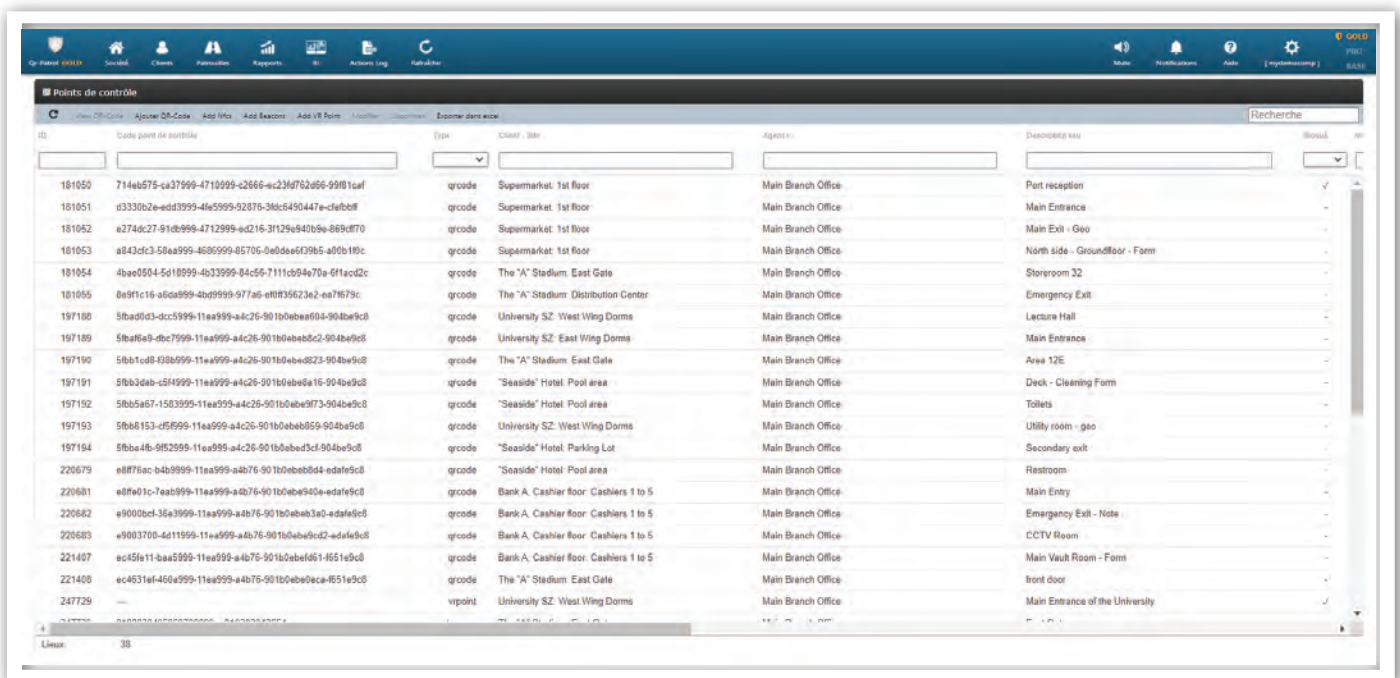 GOLD
Qr-Patrol GOLD Société Clients Patrouilles Rapports BI Actions Log Rafraîchir Mute Notifications Aide [ mydemocomp ] PRO
BASE
Points de contrôle
View QR-Code Ajouter QR-Code Add Nfcs Add Beacons Add VR Point Modifier Supprimer Exporter dans excel Recherche
ID Code point de contrôle Type Client - Site Agence Description key
181050 714eb575-ca37999-4710999-c2666-ec23fd762d66-99f81caf qrcode Supermarket: 1st floor Main Branch Office Port reception ✓
181051 d3330b2e-edd3999-4fe5999-92876-3fdc6490447e-cfefbbff qrcode Supermarket: 1st floor Main Branch Office Main Entrance -
181052 e274dc27-91db999-4712999-ed216-3f129e940b9e-869cff70 qrcode Supermarket: 1st floor Main Branch Office Main Exit - Geo -
181053 a843cfc3-58ea999-4686999-85706-0e0dee6f39b5-a00b1f0c qrcode Supermarket: 1st floor Main Branch Office North side - Groundfloor - Form -
181054 4bae0504-5d18999-4b33999-84c56-7111cb94e70a-6f1acd2c qrcode The "A" Stadium: East Gate Main Branch Office Storeroom 32 -
181055 8e9f1c16-a6da999-4bd9999-977a6-ef0ff35623e2-ea7f679c qrcode The "A" Stadium: Distribution Center Main Branch Office Emergency Exit -
197188 5fbad0d3-dcc5999-11ea999-a4c26-901b0ebea604-904be9c8 qrcode University SZ: West Wing Dorms Main Branch Office Lecture Hall -
197189 5fbaf6a9-dbc7999-11ea999-a4c26-901b0ebeb8c2-904be9c8 qrcode University SZ: East Wing Dorms Main Branch Office Main Entrance -
197190 5fbb1cd8-f38b999-11ea999-a4c26-901b0ebed823-904be9c8 qrcode The "A" Stadium: East Gate Main Branch Office Area 12E -
197191 5fbb3dab-c5f4999-11ea999-a4c26-901b0ebe8a16-904be9c8 qrcode "Seaside" Hotel: Pool area Main Branch Office Deck - Cleaning Form -
197192 5fbb5a67-1583999-11ea999-a4c26-901b0ebe9f73-904be9c8 qrcode "Seaside" Hotel: Pool area Main Branch Office Toilets -
197193 5fbb8153-cf5f999-11ea999-a4c26-901b0ebeb869-904be9c8 qrcode University SZ: West Wing Dorms Main Branch Office Utility room - geo -
197194 5fbba4fb-9f52999-11ea999-a4c26-901b0ebed3cf-904be9c8 qrcode "Seaside" Hotel: Parking Lot Main Branch Office Secondary exit -
220679 e8ff76ac-b4b9999-11ea999-a4b76-901b0ebeb8d4-edafe9c8 qrcode "Seaside" Hotel: Pool area Main Branch Office Restroom -
220681 e8ffe01c-7eab999-11ea999-a4b76-901b0ebe940e-edafe9c8 qrcode Bank A, Cashier floor: Cashiers 1 to 5 Main Branch Office Main Entry -
220682 e9000bcf-36e3999-11ea999-a4b76-901b0ebeb3a0-edafe9c8 qrcode Bank A, Cashier floor: Cashiers 1 to 5 Main Branch Office Emergency Exit - Note -
220683 e9003700-4d11999-11ea999-a4b76-901b0ebe9cd2-edafe9c8 qrcode Bank A, Cashier floor: Cashiers 1 to 5 Main Branch Office CCTV Room -
221407 ec45fe11-baa5999-11ea999-a4b76-901b0ebefd61-f651e9c8 qrcode Bank A, Cashier floor: Cashiers 1 to 5 Main Branch Office Main Vault Room - Form -
221408 ec4631ef-460a999-11ea999-a4b76-901b0ebe0eca-f651e9c8 qrcode The "A" Stadium: East Gate Main Branch Office front door -
247729 — vrpoint University SZ: West Wing Dorms Main Branch Office Main Entrance of the University ✓
Lieux: 38